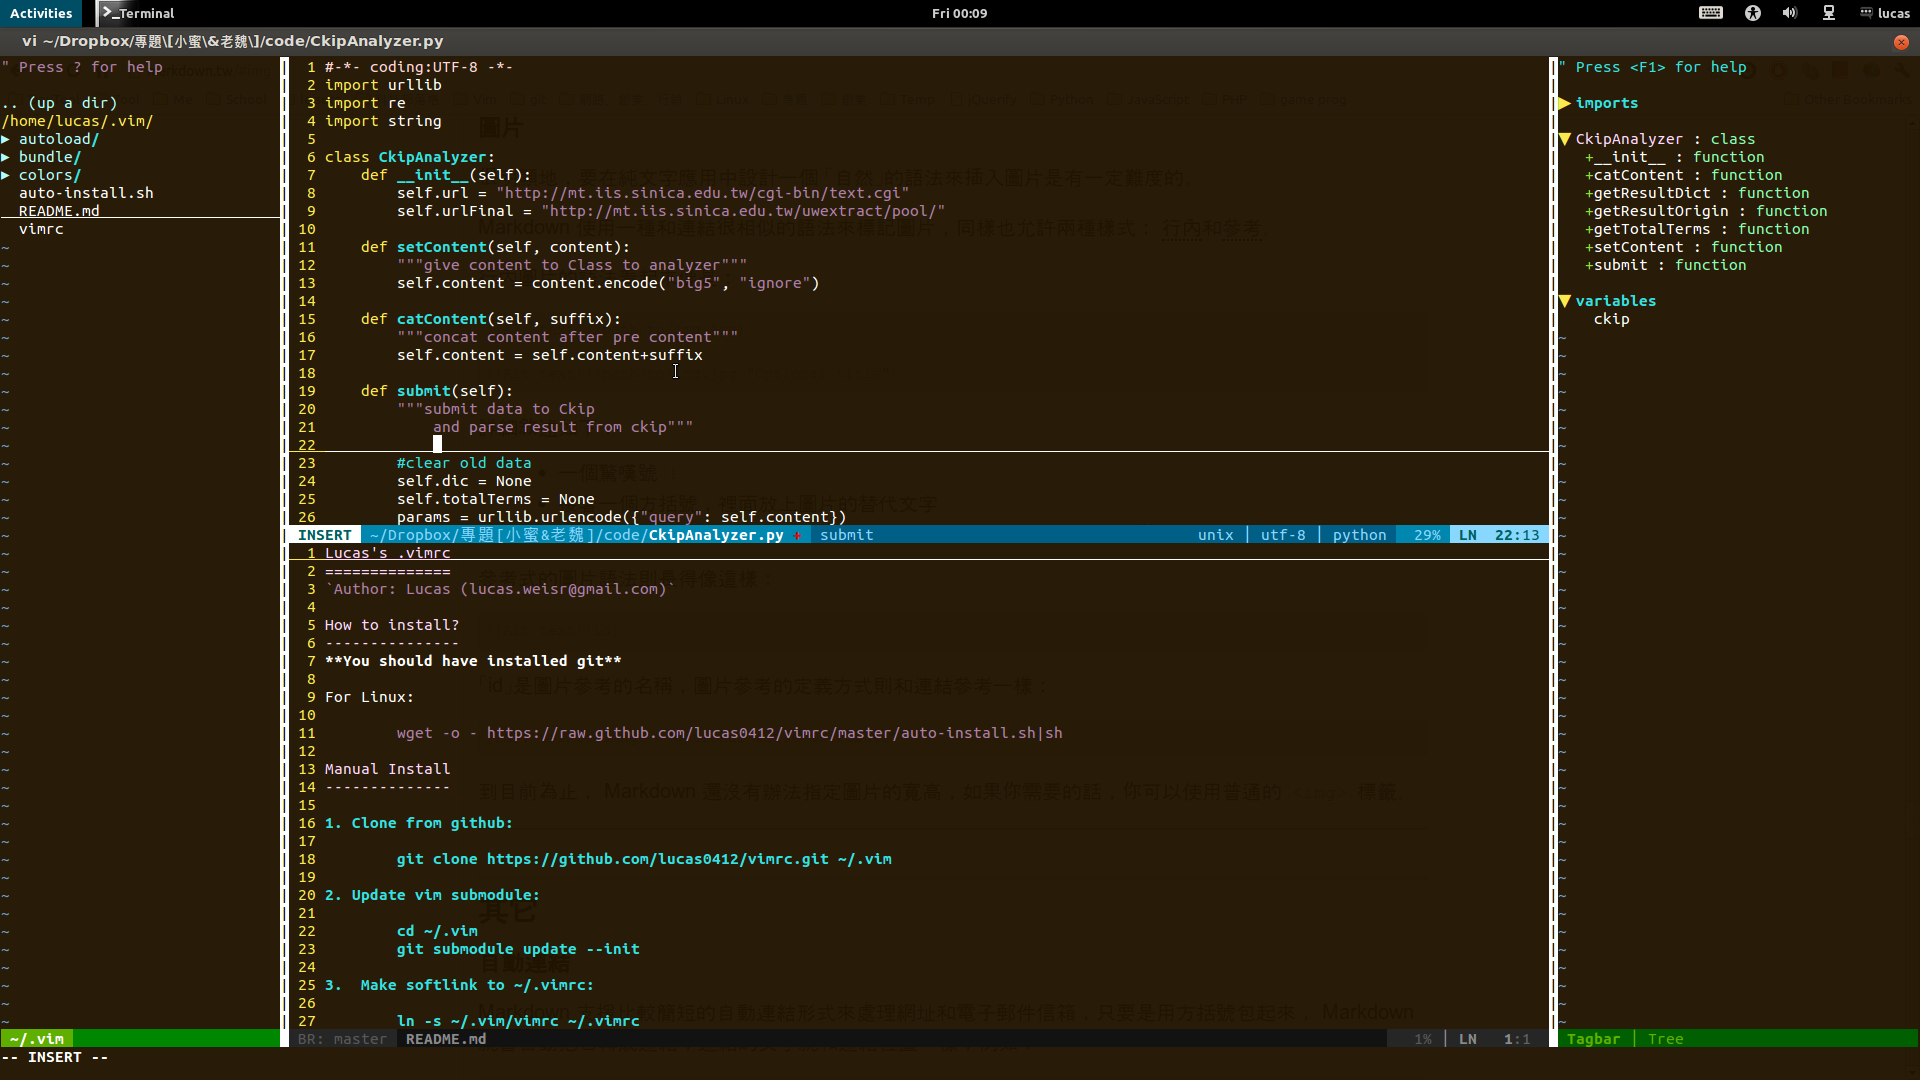 Activities
Terminal
Fri 00:09
lucas
vi ~/Dropbox/專題\[小蜜\&老魏\]/code/CkipAnalyzer.py
" Press ? for help
.. (up a dir)
/home/lucas/.vim/
▸ autoload/
▸ bundle/
▸ colors/
auto-install.sh
README.md
vimrc
~/.vim
1 #-*- coding:UTF-8 -*-
2 import urllib
3 import re
4 import string
5
6 class CkipAnalyzer:
7     def __init__(self):
8         self.url = "http://mt.iis.sinica.edu.tw/cgi-bin/text.cgi"
9         self.urlFinal = "http://mt.iis.sinica.edu.tw/uwextract/pool/"
10
11     def setContent(self, content):
12         """give content to Class to analyzer"""
13         self.content = content.encode("big5", "ignore")
14
15     def catContent(self, suffix):
16         """concat content after pre content"""
17         self.content = self.content+suffix
18
19     def submit(self):
20         """submit data to Ckip
21             and parse result from ckip"""
22
23         #clear old data
24         self.dic = None
25         self.totalTerms = None
26         params = urllib.urlencode({"query": self.content})
INSERT ~/Dropbox/專題[小蜜&老魏]/code/CkipAnalyzer.py + submit unix | utf-8 | python 29% LN 22:13
1 Lucas's .vimrc
2 ==============
3 `Author: Lucas (lucas.weisr@gmail.com)`
4
5 How to install?
6 ---------------
7 **You should have installed git**
8
9 For Linux:
10
11         wget -o - https://raw.github.com/lucas0412/vimrc/master/auto-install.sh|sh
12
13 Manual Install
14 --------------
15
16 1. Clone from github:
17
18         git clone https://github.com/lucas0412/vimrc.git ~/.vim
19
20 2. Update vim submodule:
21
22         cd ~/.vim
23         git submodule update --init
24
25 3.  Make softlink to ~/.vimrc:
26
27         ln -s ~/.vim/vimrc ~/.vimrc
BR: master README.md 1% | LN 1:1
" Press <F1> for help
▶ imports
▼ CkipAnalyzer : class
+__init__ : function
+catContent : function
+getResultDict : function
+getResultOrigin : function
+getTotalTerms : function
+setContent : function
+submit : function
▼ variables
ckip
Tagbar | Tree
-- INSERT --